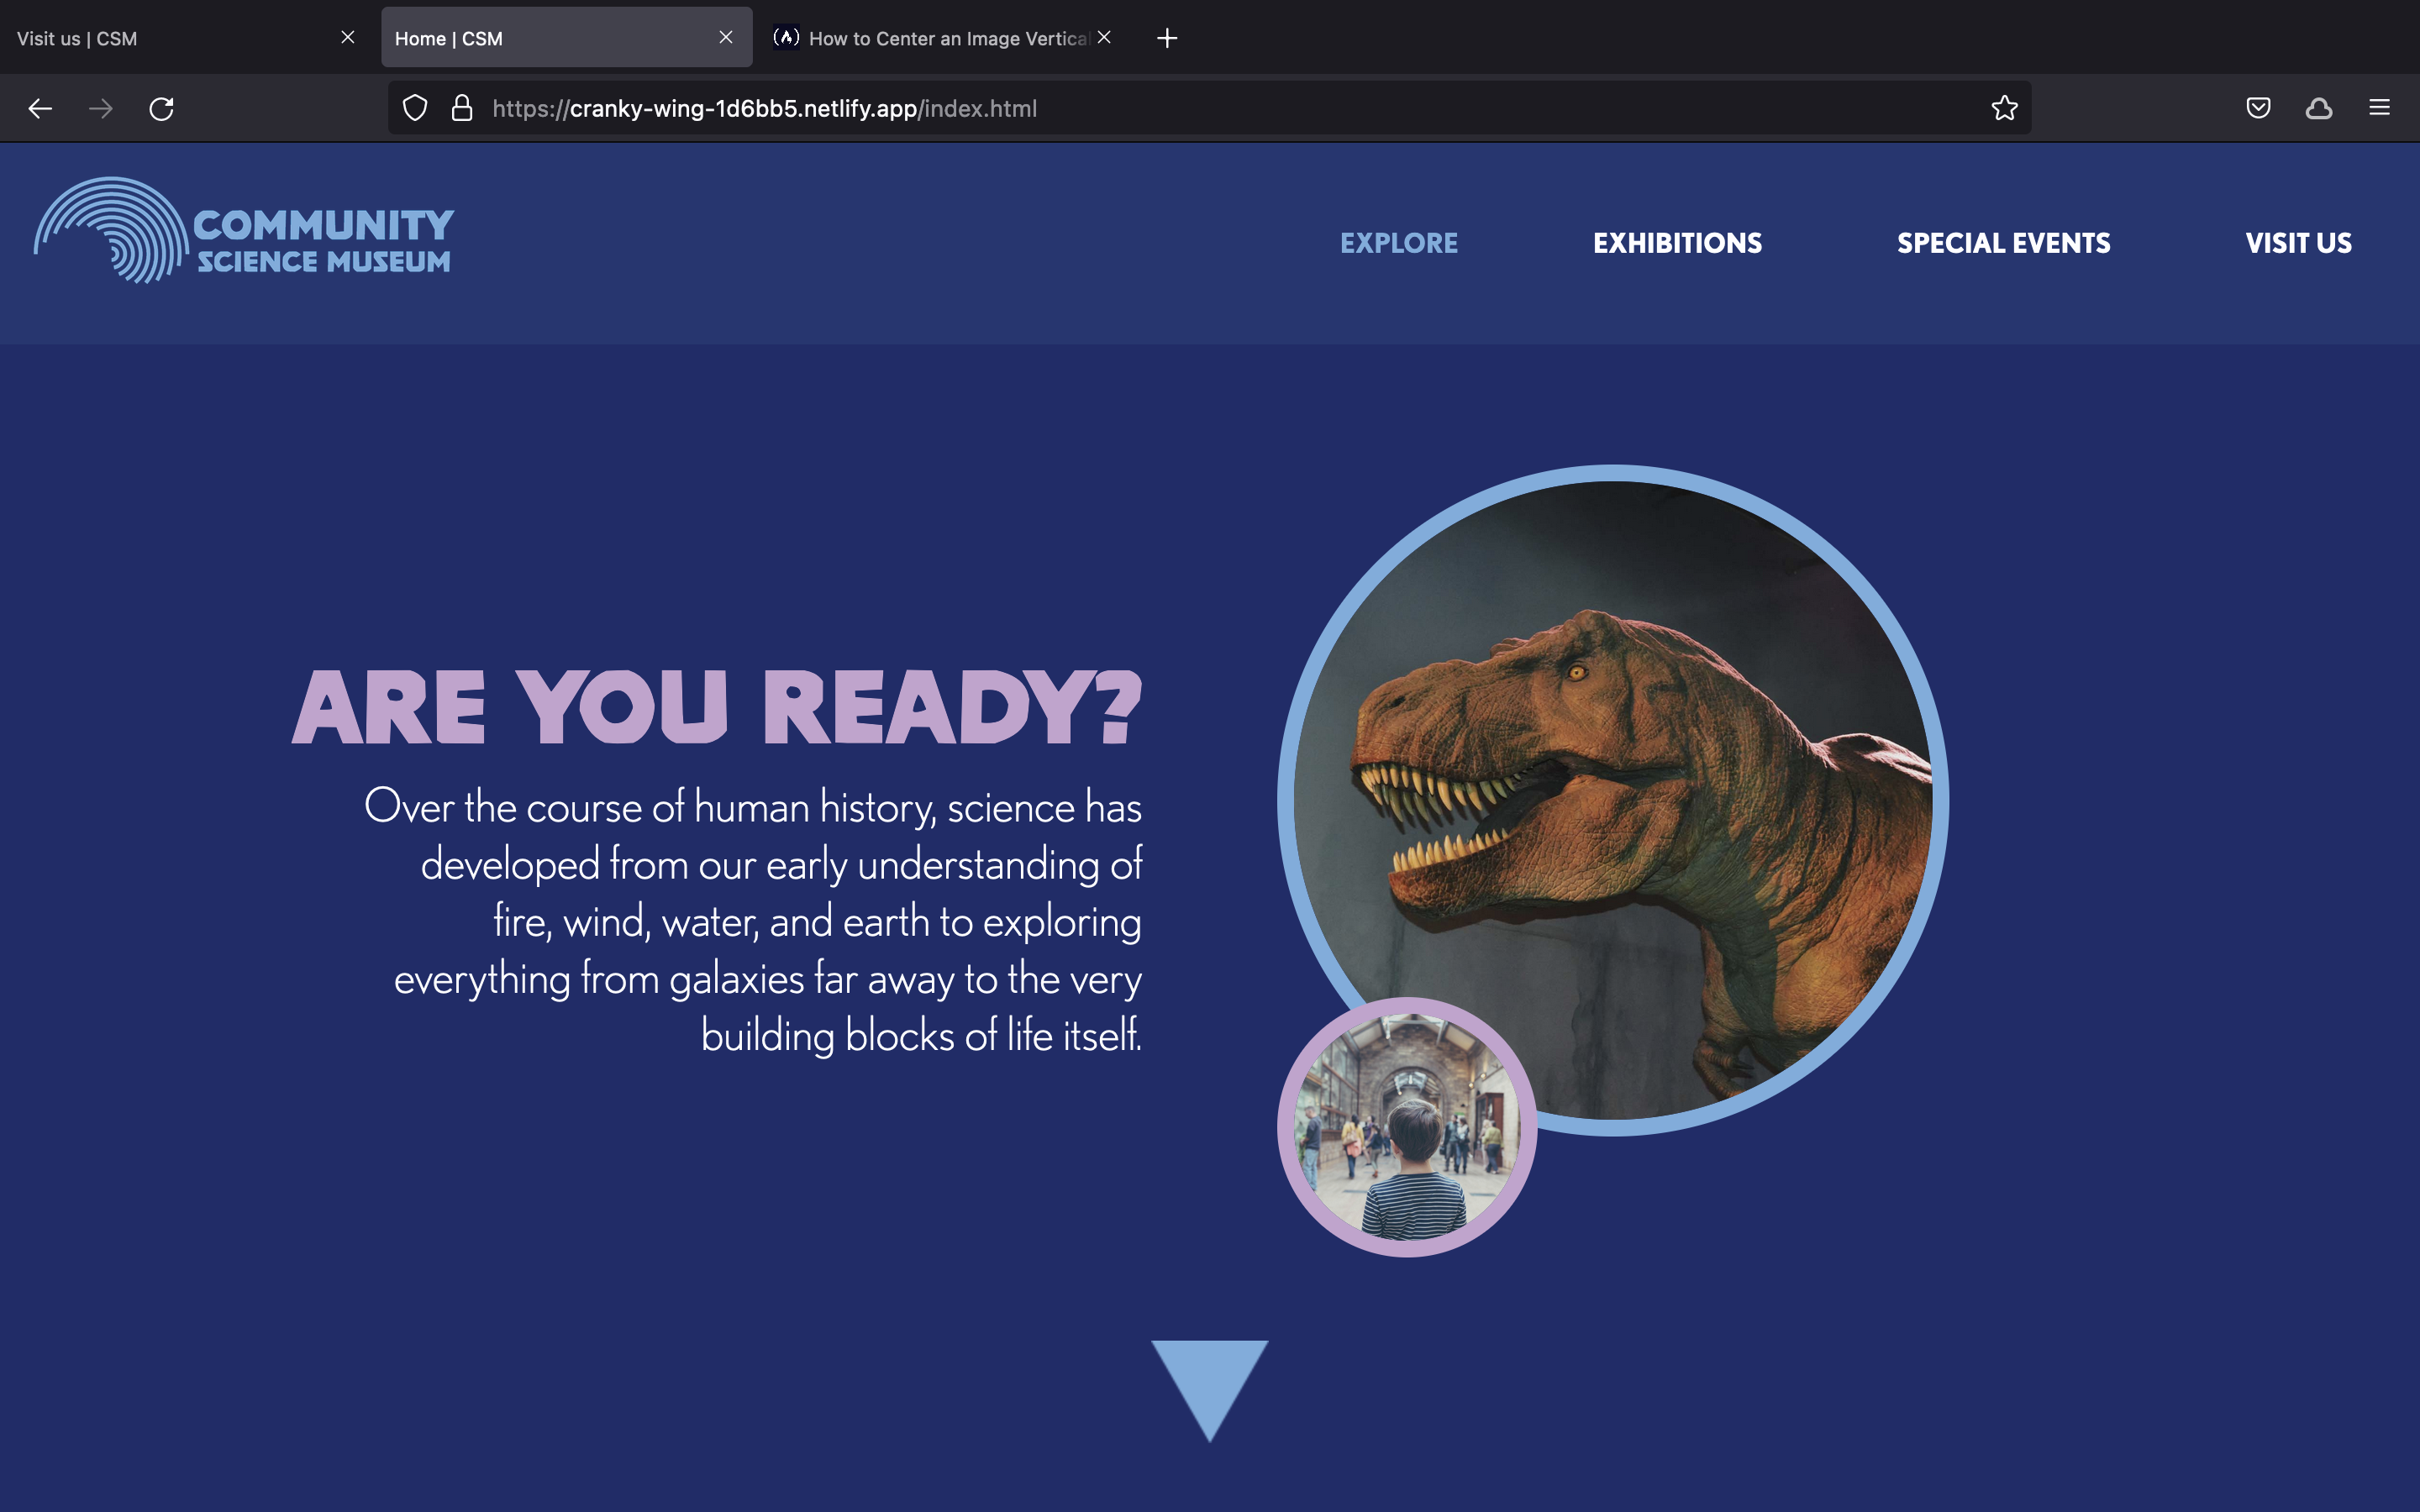 Visit us | CSM
Home | CSM
How to Center an Image Vertical
https://cranky-wing-1d6bb5.netlify.app/index.html
COMMUNITY
SCIENCE MUSEUM
EXPLORE
EXHIBITIONS
SPECIAL EVENTS
VISIT US
ARE YOU READY?
Over the course of human history, science has
developed from our early understanding of
fire, wind, water, and earth to exploring
everything from galaxies far away to the very
building blocks of life itself.